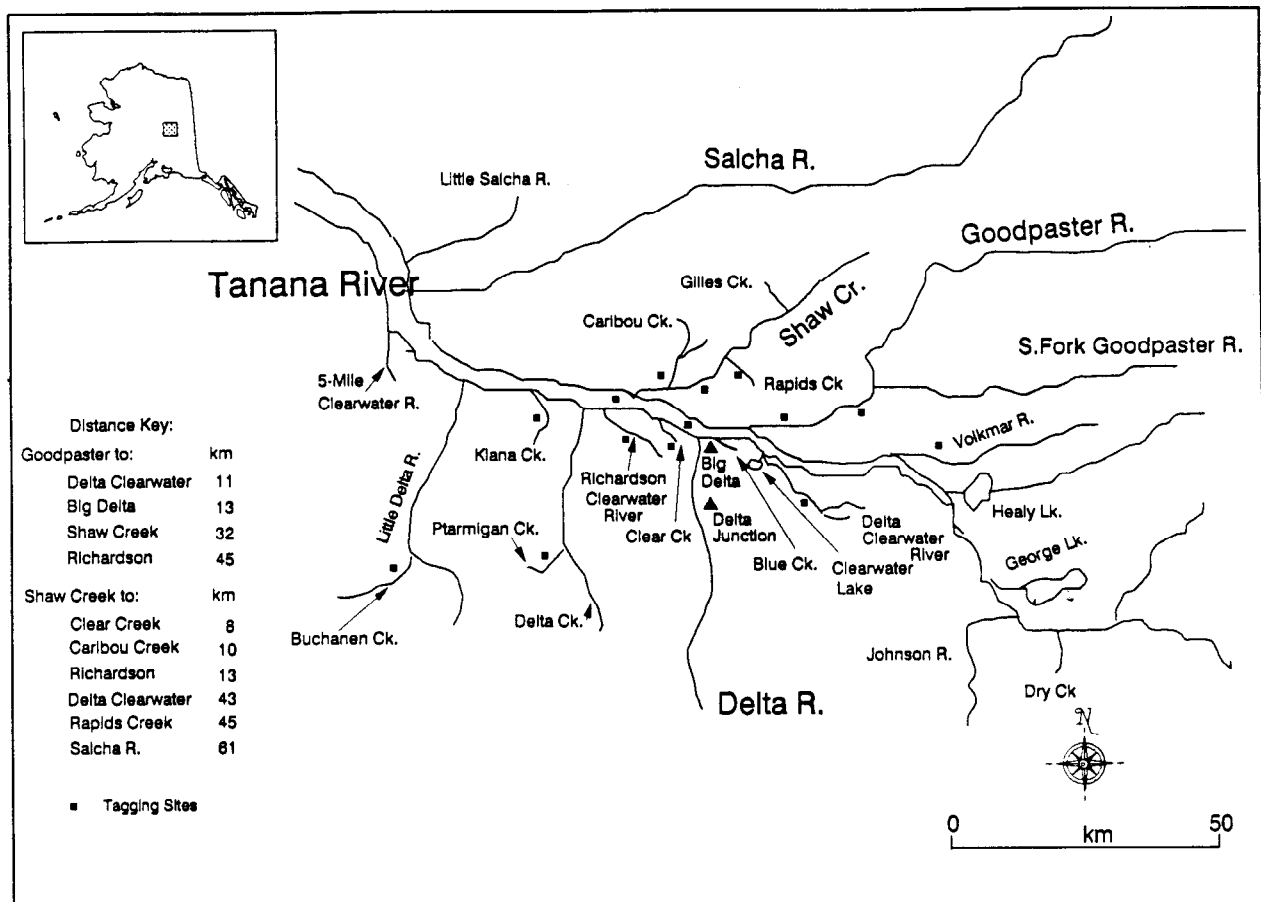 Salcha R.
Little Salcha R.
Goodpaster R.
Tanana River
Gilles Ck.
Shaw Cr.
Caribou Ck.
S.Fork Goodpaster R.
5-Mile
Clearwater R.
Rapids Ck
Volkmar R.
Klana Ck.
Little Delta R.
Richardson
Clearwater
River
Big
Delta
Delta
Junction
Clear Ck
Blue Ck.
Clearwater
Lake
Delta
Clearwater
River
Healy Lk.
George Lk.
Ptarmigan Ck.
Buchanen Ck.
Delta Ck.
Delta R.
Johnson R.
Dry Ck
Distance Key:
Goodpaster to: km
Delta Clearwater 11
Big Delta 13
Shaw Creek 32
Richardson 45
Shaw Creek to: km
Clear Creek 8
Caribou Creek 10
Richardson 13
Delta Clearwater 43
Rapids Creek 45
Salcha R. 61
Tagging Sites
N
0 50
km